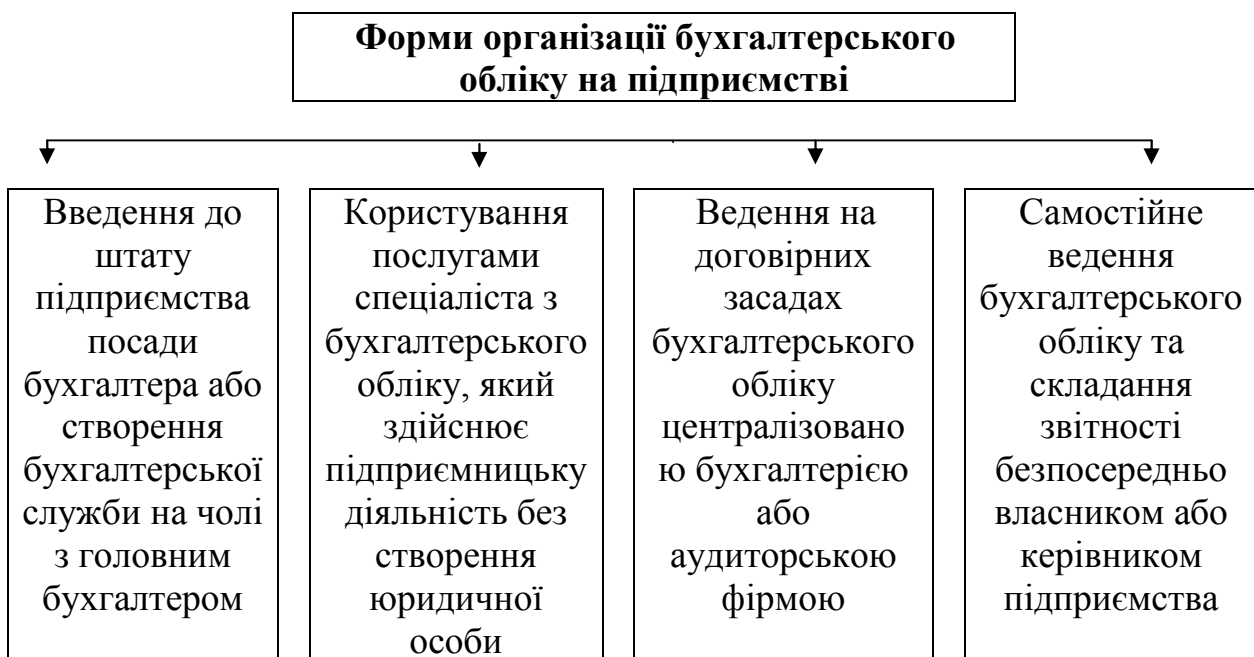 Форми організації бухгалтерського
обліку на підприємстві
Введення до
штату
підприємства
посади
бухгалтера або
створення
бухгалтерської
служби на чолі
з головним
бухгалтером
Користування
послугами
спеціаліста з
бухгалтерського
обліку, який
здійснює
підприємницьку
діяльність без
створення
юридичної
особи
Ведення на
договірних
засадах
бухгалтерського
обліку
централізовано
ю бухгалтерією
або
аудиторською
фірмою
Самостійне
ведення
бухгалтерського
обліку та
складання
звітності
безпосередньо
власником або
керівником
підприємства